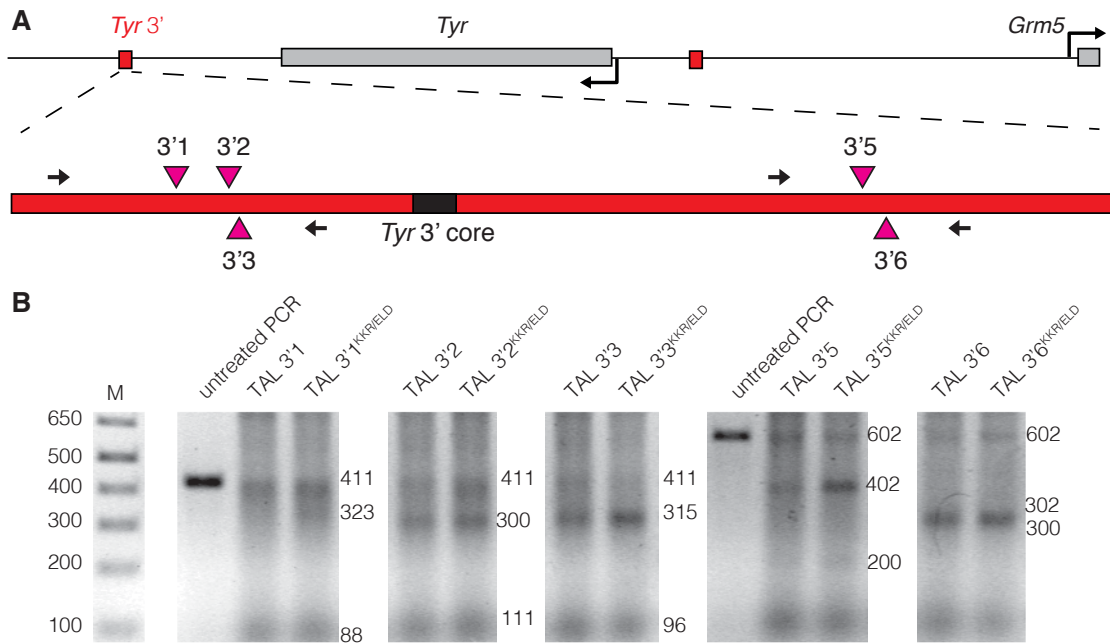 A
Tyr 3’
Tyr
Grm5
3’1
3’2
3’5
3’3
Tyr 3’ core
3’6
B
M
untreated PCR
TAL 3’1
TAL 3’1KKR/ELD
TAL 3’2
TAL 3’2KKR/ELD
TAL 3’3
TAL 3’3KKR/ELD
untreated PCR
TAL 3’5
TAL 3’5KKR/ELD
TAL 3’6
TAL 3’6KKR/ELD
650
500
400
300
200
100
411
323
88
411
300
111
411
315
96
602
402
200
602
302
300